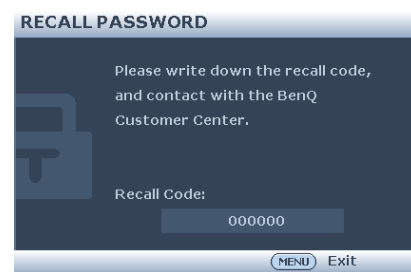 RECALL PASSWORD
Please write down the recall code,
and contact with the BenQ
Customer Center.
Recall Code:
000000
MENU Exit